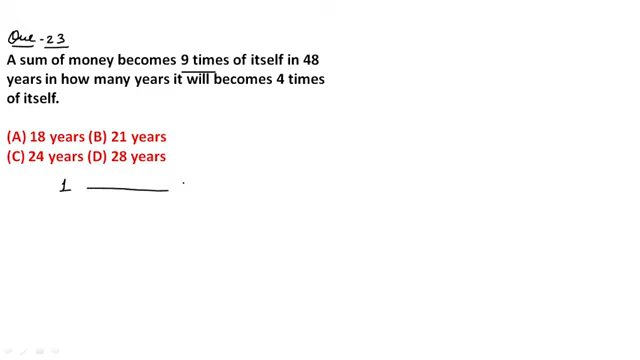 Que - 23
A sum of money becomes 9 times of itself in 48
years in how many years it will becomes 4 times
of itself.
(A) 18 years (B) 21 years
(C) 24 years (D) 28 years
1